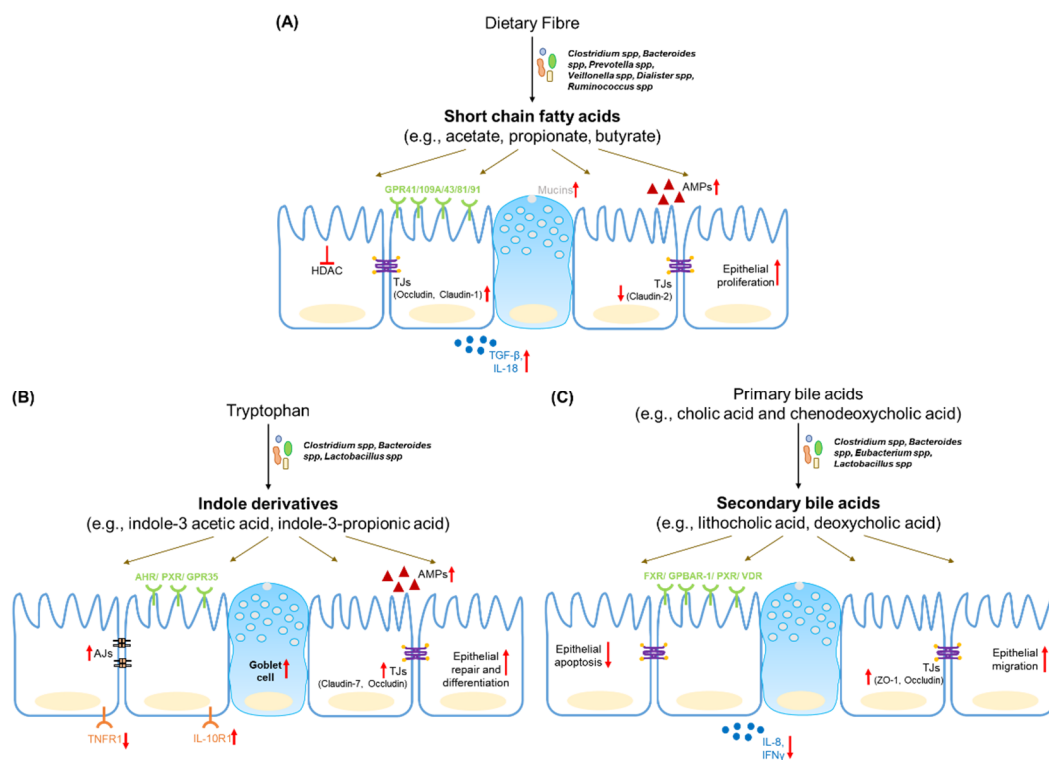 (A)
Dietary Fibre
Clostridium spp, Bacteroides
spp, Prevotella spp,
Veillonella spp, Dialister spp,
Ruminococcus spp
Short chain fatty acids
(e.g., acetate, propionate, butyrate)
GPR41/109A/43/81/91
Mucins
AMPs
HDAC
TJs
(Occludin, Claudin-1)
TJs
(Claudin-2)
Epithelial
proliferation
TGF-β,
IL-18
(B)
Tryptophan
Clostridium spp, Bacteroides
spp, Lactobacillus spp
Indole derivatives
(e.g., indole-3 acetic acid, indole-3-propionic acid)
AHR/ PXR/ GPR35
AMPs
AJs
Goblet
cell
TJs
(Claudin-7, Occludin)
Epithelial
repair and
differentiation
TNFR1
IL-10R1
(C)
Primary bile acids
(e.g., cholic acid and chenodeoxycholic acid)
Clostridium spp, Bacteroides
spp, Eubacterium spp,
Lactobacillus spp
Secondary bile acids
(e.g., lithocholic acid, deoxycholic acid)
FXR/ GPBAR-1/ PXR/ VDR
Epithelial
apoptosis
TJs
(ZO-1, Occludin)
Epithelial
migration
IL-8,
IFNγ